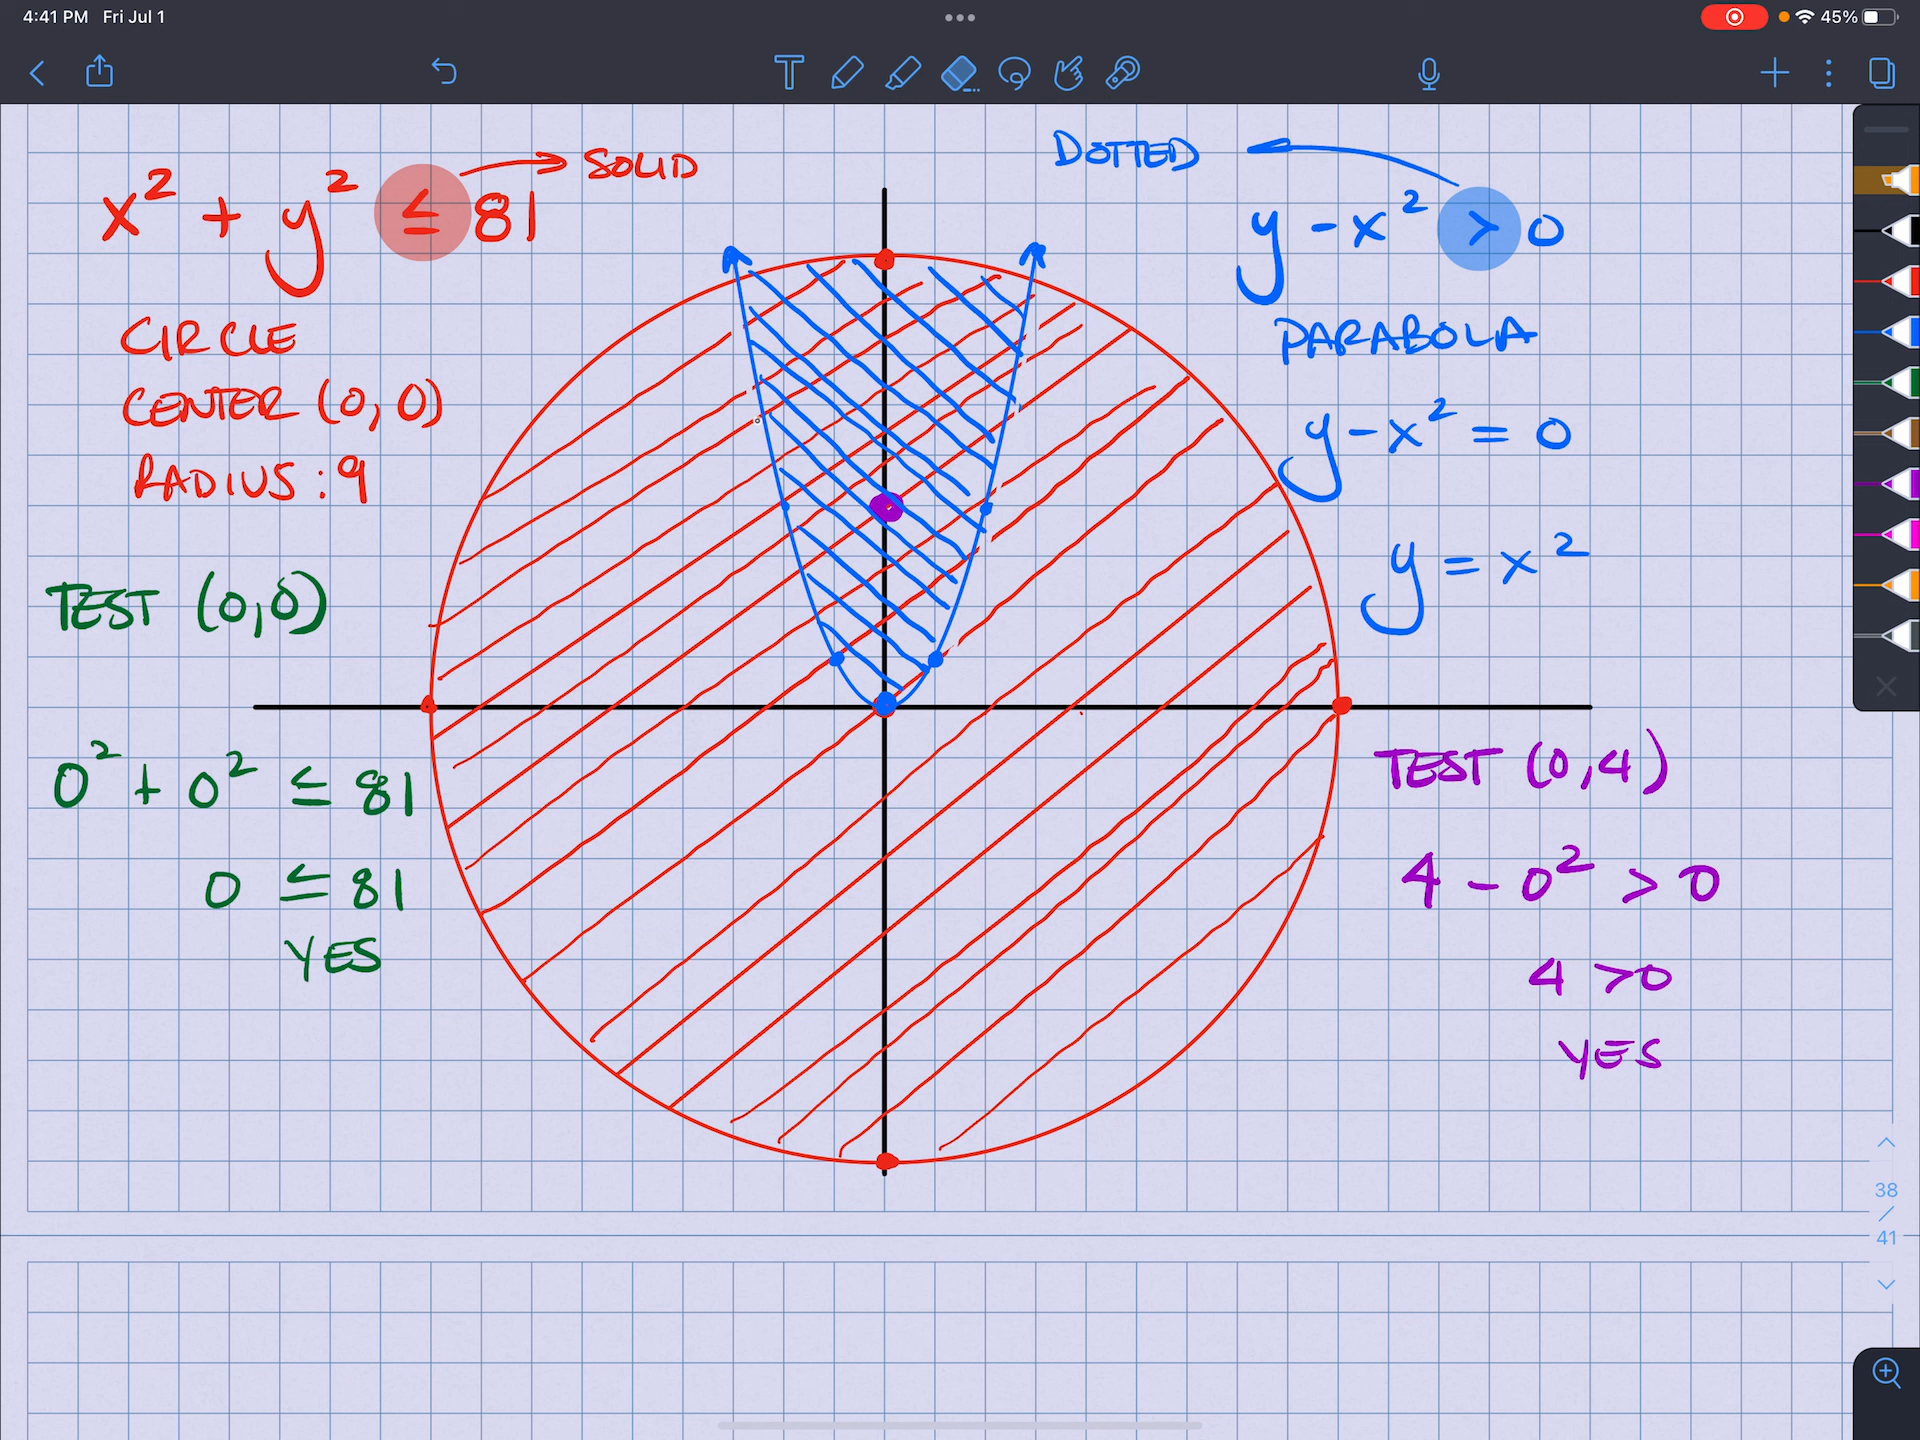 4:41 PM Fri Jul 1
45%
x² + y² ≤ 81
SOLID
CIRCLE
CENTER (0,0)
RADIUS: 9
TEST (0,0)
0² + 0² ≤ 81
0 ≤ 81
YES
DOTTED
y - x² > 0
PARABOLA
y - x² = 0
y = x²
TEST (0,4)
4 - 0² > 0
4 > 0
YES
38
/
41